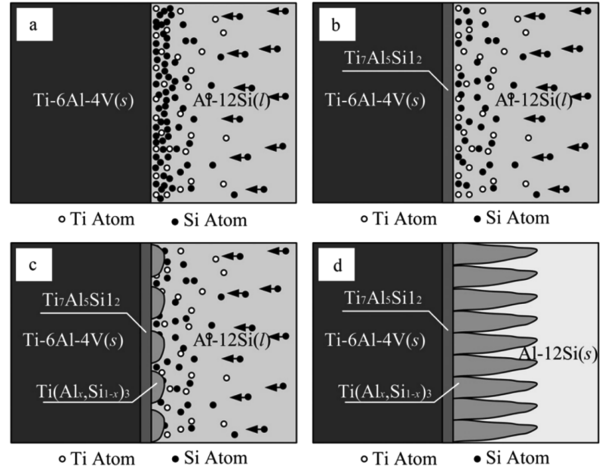 a
Ti-6Al-4V(s)
Al-12Si(l)
Ti Atom
Si Atom
b
Ti₇Al₅Si1₂
Ti-6Al-4V(s)
Al-12Si(l)
Ti Atom
Si Atom
c
Ti₇Al₅Si1₂
Ti-6Al-4V(s)
Al-12Si(l)
Ti(Alₓ,Si₁₋ₓ)₃
Ti Atom
Si Atom
d
Ti₇Al₅Si1₂
Ti-6Al-4V(s)
Al-12Si(s)
Ti(Alₓ,Si₁₋ₓ)₃
Ti Atom
Si Atom